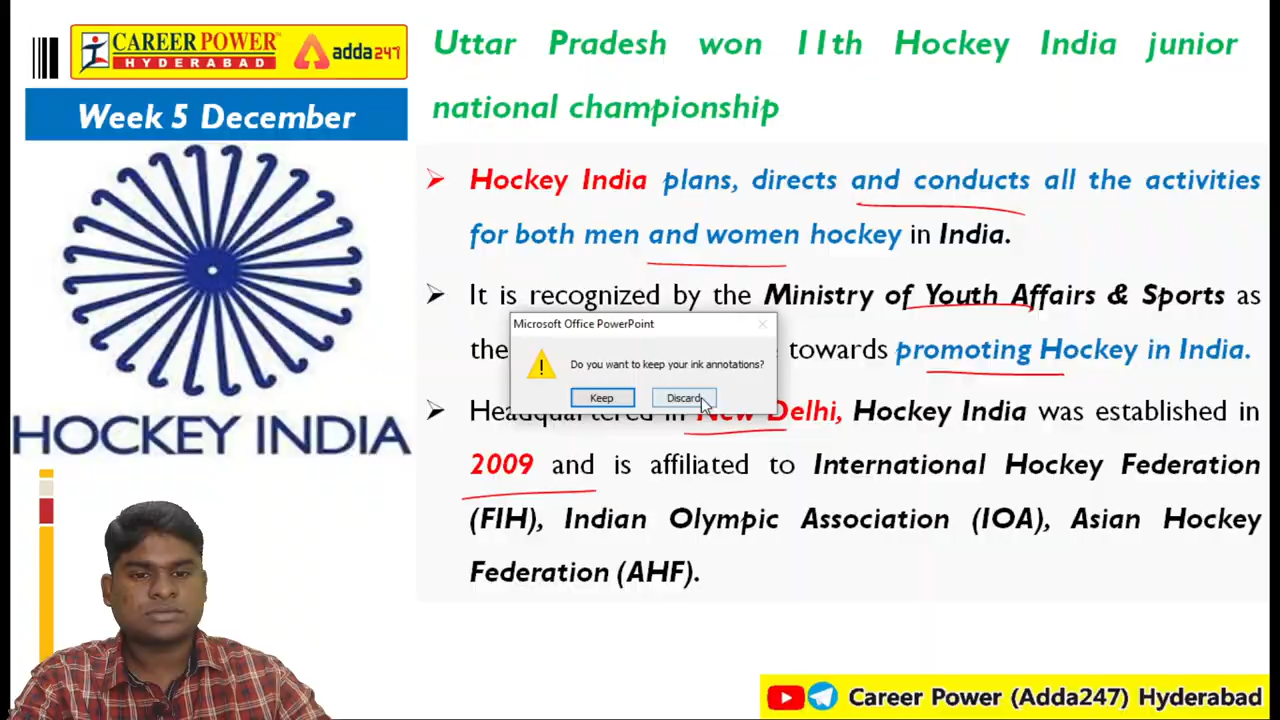 CAREER POWER
HYDERABAD
adda247
Week 5 December
HOCKEY INDIA
Uttar Pradesh won 11th Hockey India junior
national championship
Hockey India plans, directs and conducts all the activities
for both men and women hockey in India.
It is recognized by the Ministry of Youth Affairs & Sports as
the towards promoting Hockey in India.
Headquartered in New Delhi, Hockey India was established in
2009 and is affiliated to International Hockey Federation
(FIH), Indian Olympic Association (IOA), Asian Hockey
Federation (AHF).
Microsoft Office PowerPoint
Do you want to keep your ink annotations?
Keep
Discard
Career Power (Adda247) Hyderabad